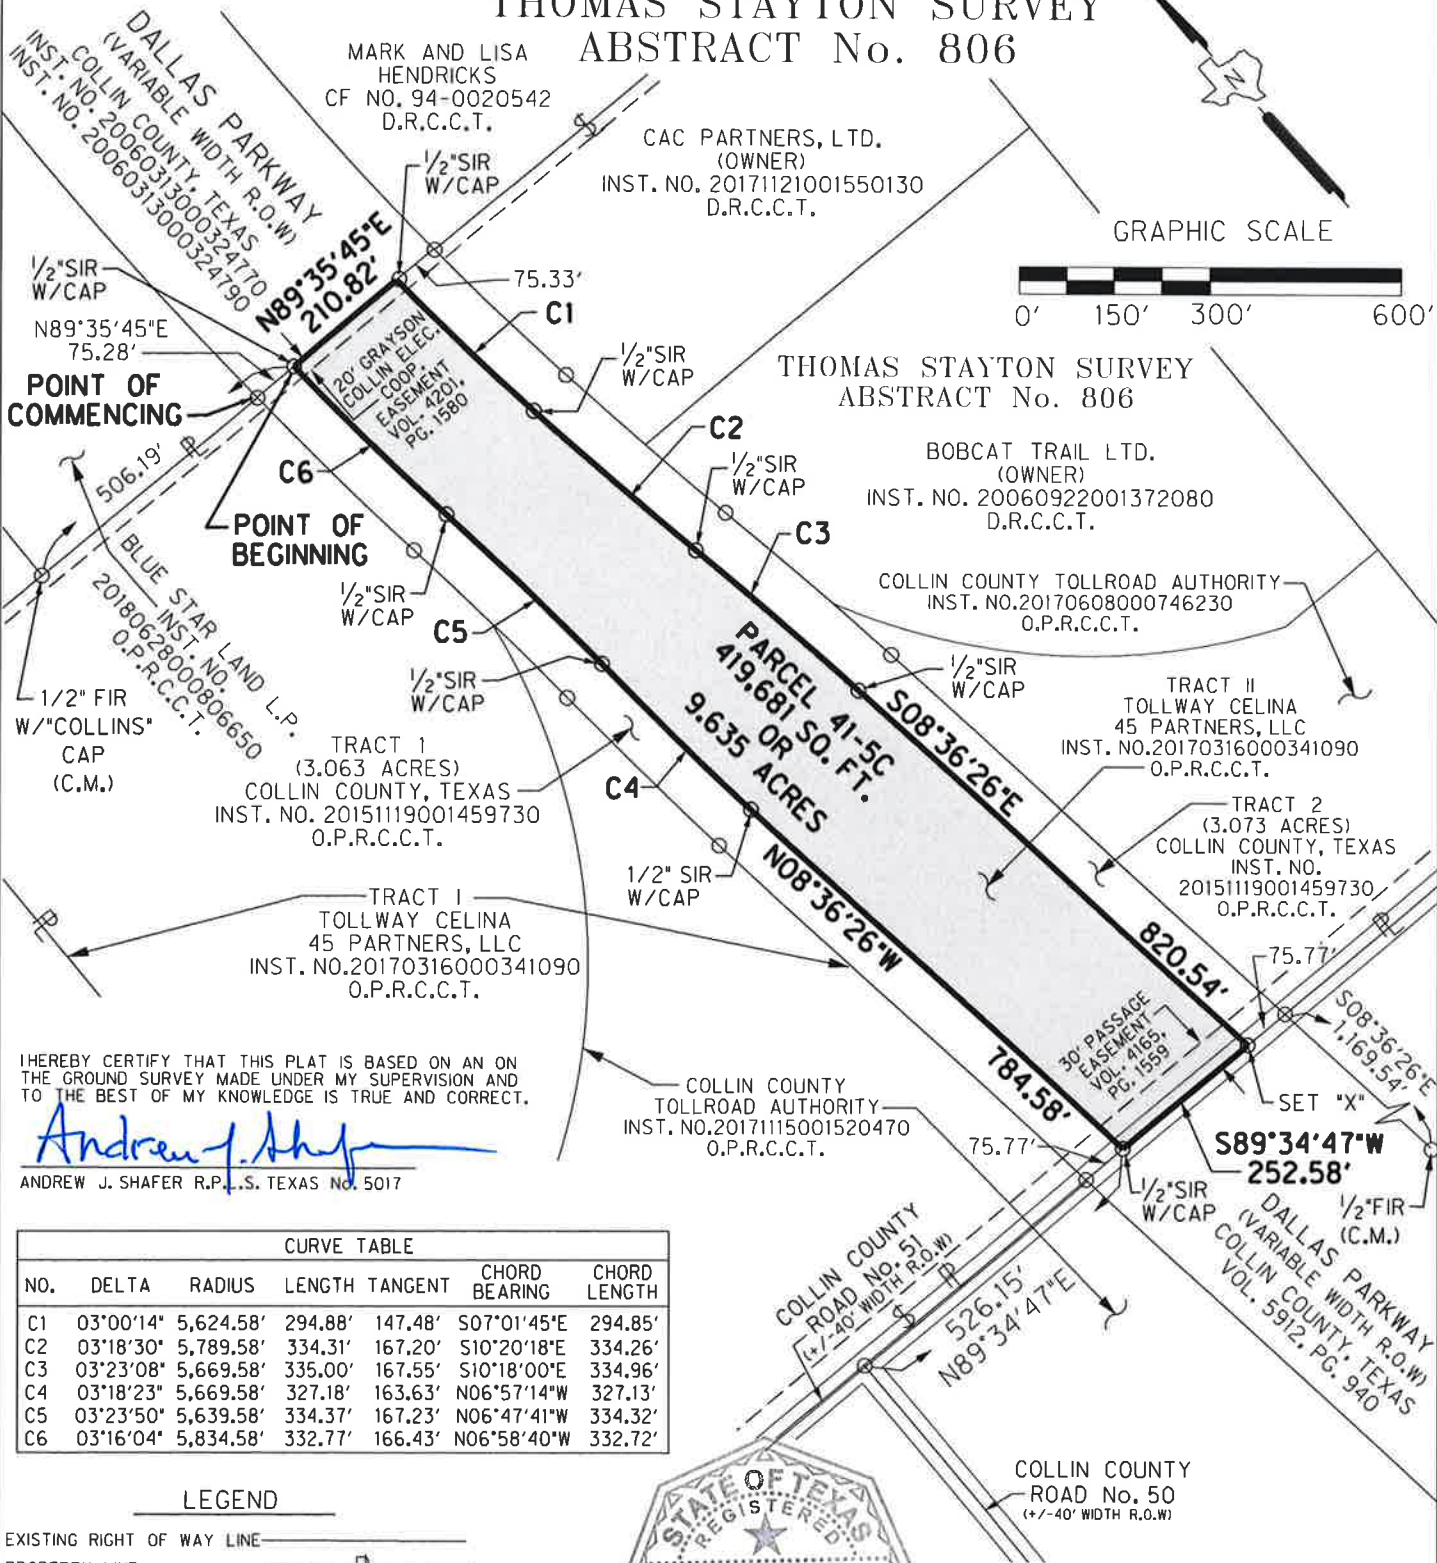 THOMAS STAYTON SURVEY
ABSTRACT No. 806
DALLAS PARKWAY
(VARIABLE WIDTH R.O.W)
COLLIN COUNTY, TEXAS
INST. NO. 20060313000324770
INST. NO. 20060313000324790
MARK AND LISA
HENDRICKS
CF NO. 94-0020542
D.R.C.C.T.
1/2"SIR
W/CAP
CAC PARTNERS, LTD.
(OWNER)
INST. NO. 20171121001550130
D.R.C.C.T.
N
GRAPHIC SCALE
0' 150' 300' 600'
1/2"SIR
W/CAP
N89°35'45"E
210.82'
75.33'
C1
N89°35'45"E
75.28'
POINT OF
COMMENCING
20' GRAYSON
COLLIN ELEC.
COOP.
EASEMENT
VOL. 4201,
PG. 1580
1/2"SIR
W/CAP
THOMAS STAYTON SURVEY
ABSTRACT No. 806
C2
506.19'
C6
1/2"SIR
W/CAP
BOBCAT TRAIL LTD.
(OWNER)
INST. NO. 20060922001372080
D.R.C.C.T.
POINT OF
BEGINNING
C3
BLUE STAR LAND L.P.
INST. NO.
20180628000806650
O.P.R.C.C.T.
1/2"SIR
W/CAP
C5
COLLIN COUNTY TOLLROAD AUTHORITY
INST. NO.20170608000746230
O.P.R.C.C.T.
1/2" FIR
W/"COLLINS"
CAP
(C.M.)
1/2"SIR
W/CAP
PARCEL 41-5C
419,681 SQ. FT.
OR
9.635 ACRES
1/2"SIR
W/CAP
S08°36'26"E
820.54'
TRACT II
TOLLWAY CELINA
45 PARTNERS, LLC
INST. NO.20170316000341090
O.P.R.C.C.T.
TRACT 1
(3.063 ACRES)
COLLIN COUNTY, TEXAS
INST. NO. 20151119001459730
O.P.R.C.C.T.
C4
TRACT 2
(3.073 ACRES)
COLLIN COUNTY, TEXAS
INST. NO.
20151119001459730
O.P.R.C.C.T.
1/2" SIR
W/CAP
N08°36'26"W
784.58'
TRACT I
TOLLWAY CELINA
45 PARTNERS, LLC
INST. NO.20170316000341090
O.P.R.C.C.T.
75.77'
S08°36'26"E
1,169.54'
30' PASSAGE
EASEMENT
VOL. 4165,
PG. 1559
I HEREBY CERTIFY THAT THIS PLAT IS BASED ON AN ON
THE GROUND SURVEY MADE UNDER MY SUPERVISION AND
TO THE BEST OF MY KNOWLEDGE IS TRUE AND CORRECT.
Andrew J. Shafer
ANDREW J. SHAFER R.P.L.S. TEXAS No. 5017
COLLIN COUNTY
TOLLROAD AUTHORITY
INST. NO.20171115001520470
O.P.R.C.C.T.
SET "X"
75.77'
S89°34'47"W
252.58'
1/2"SIR
W/CAP
1/2"FIR
(C.M.)
DALLAS PARKWAY
(VARIABLE WIDTH R.O.W)
COLLIN COUNTY, TEXAS
VOL. 5912, PG. 940
COLLIN COUNTY
ROAD No. 51
(+/-40' WIDTH R.O.W)
526.15'
N89°34'47"E
CURVE TABLE
NO. DELTA RADIUS LENGTH TANGENT CHORD BEARING CHORD LENGTH
C1 03°00'14" 5,624.58' 294.88' 147.48' S07°01'45"E 294.85'
C2 03°18'30" 5,789.58' 334.31' 167.20' S10°20'18"E 334.26'
C3 03°23'08" 5,669.58' 335.00' 167.55' S10°18'00"E 334.96'
C4 03°18'23" 5,669.58' 327.18' 163.63' N06°57'14"W 327.13'
C5 03°23'50" 5,639.58' 334.37' 167.23' N06°47'41"W 334.32'
C6 03°16'04" 5,834.58' 332.77' 166.43' N06°58'40"W 332.72'
COLLIN COUNTY
ROAD No. 50
(+/-40' WIDTH R.O.W)
STATE OF TEXAS
REGISTERED
LEGEND
EXISTING RIGHT OF WAY LINE